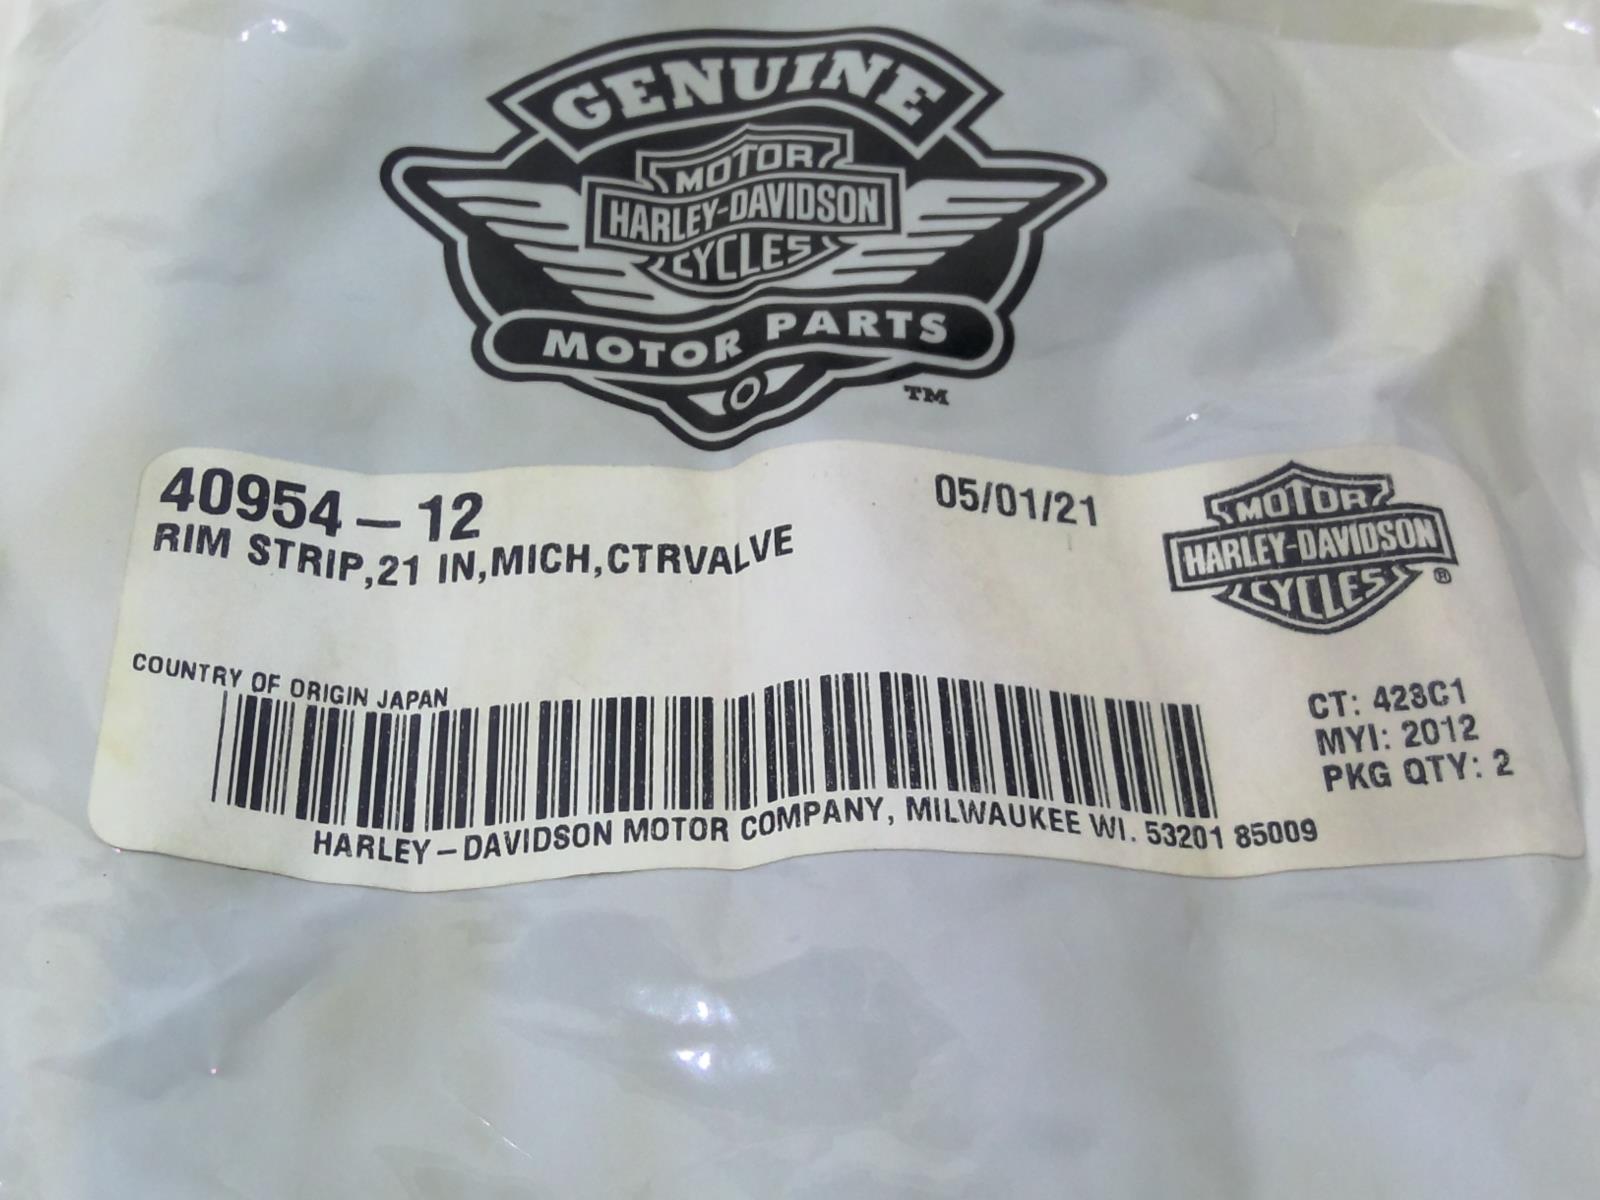 GENUINE
MOTOR
HARLEY-DAVIDSON
CYCLES
MOTOR PARTS
TM
40954-12
05/01/21
RIM STRIP,21 IN,MICH,CTRVALVE
MOTOR
HARLEY-DAVIDSON
CYCLES
®
COUNTRY OF ORIGIN JAPAN
CT: 428C1
MYI: 2012
PKG QTY: 2
HARLEY-DAVIDSON MOTOR COMPANY, MILWAUKEE WI. 53201 85009